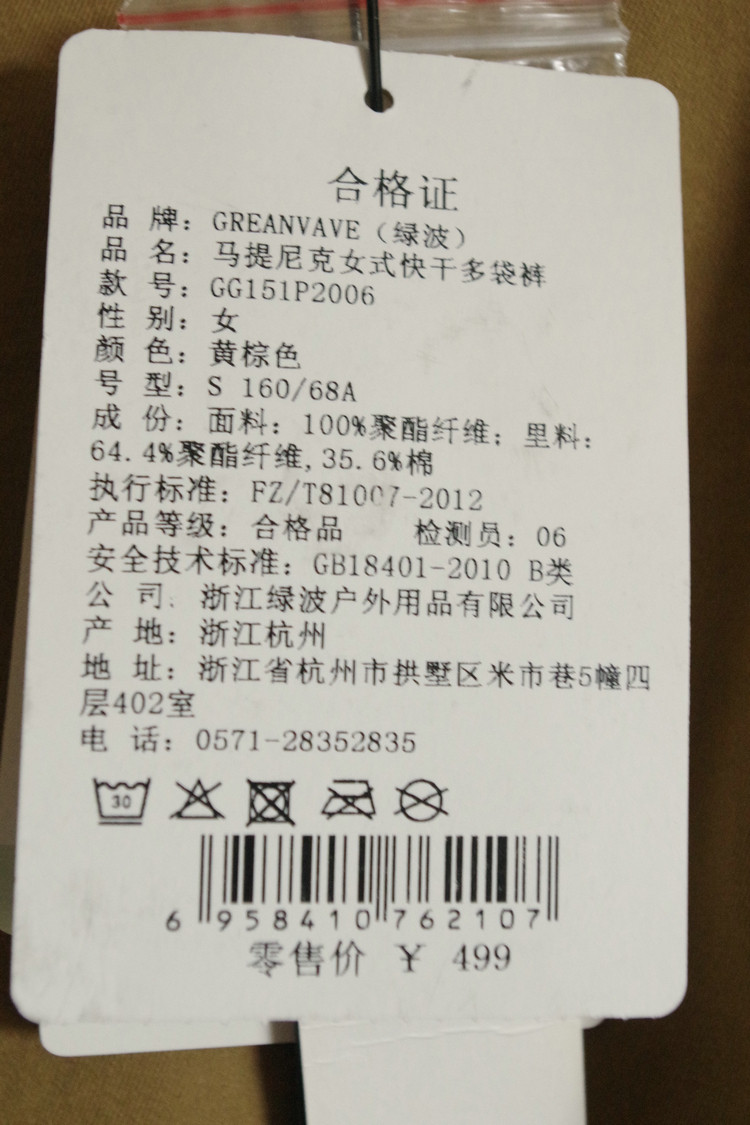 合格证
品 牌：GREANVAVE（绿波）
品 名：马提尼克女式快干多袋裤
款 号：GG151P2006
性 别：女
颜 色：黄棕色
号 型：S 160/68A
成 份：面料：100%聚酯纤维；里料：
64.4%聚酯纤维,35.6%棉
执行标准：FZ/T81007-2012
产品等级：合格品 检测员：06
安全技术标准：GB18401-2010 B类
公 司：浙江绿波户外用品有限公司
产 地：浙江杭州
地 址：浙江省杭州市拱墅区米市巷5幢四
层402室
电 话：0571-28352835
30
6 958410 762107
零售价 ￥ 499